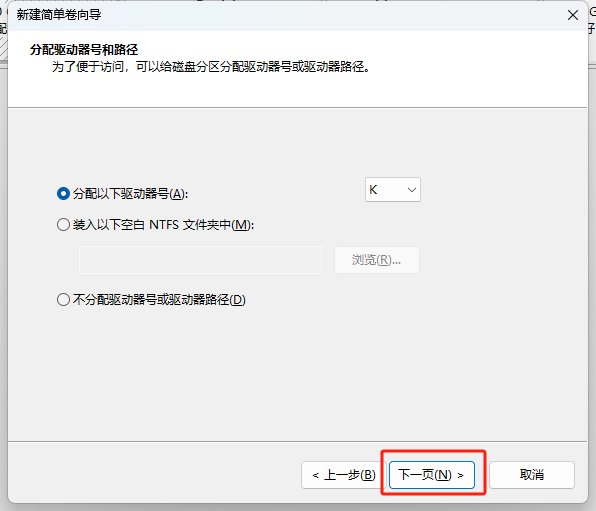 新建简单卷向导
分配驱动器号和路径
为了便于访问，可以给磁盘分区分配驱动器号或驱动器路径。
分配以下驱动器号(A): K
装入以下空白 NTFS 文件夹中(M):
浏览(R)...
不分配驱动器号或驱动器路径(D)
< 上一步(B) 下一页(N) > 取消